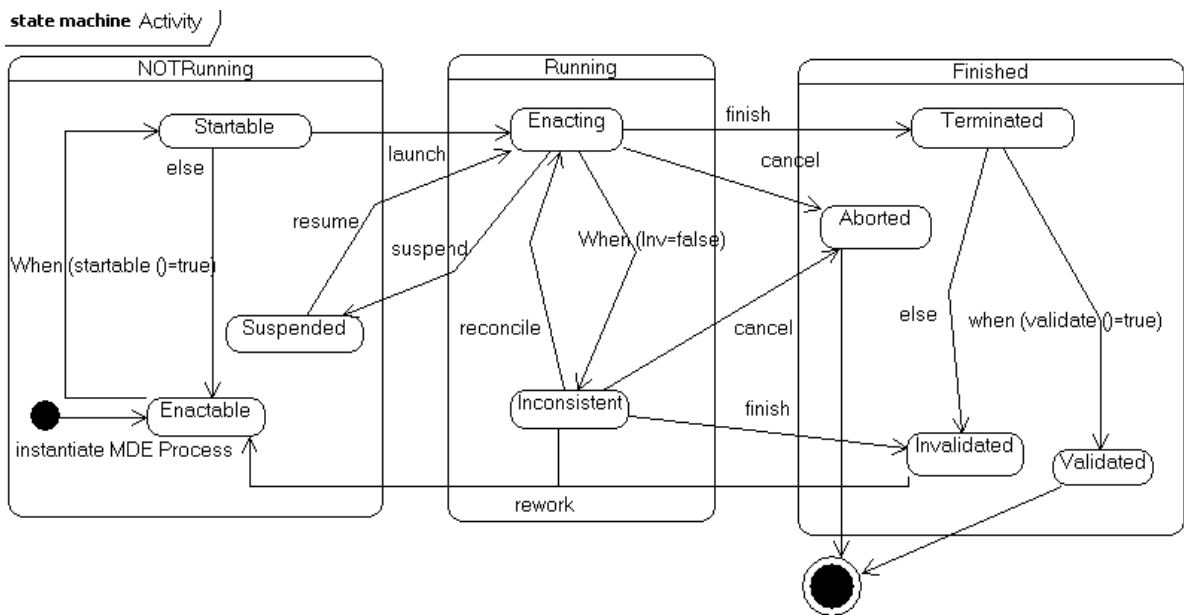 state machine Activity
NOTRunning
Running
Finished
Startable
Enacting
finish
Terminated
launch
cancel
else
resume
Aborted
suspend
When (Inv=false)
When (startable ()=true)
Suspended
reconcile
cancel
else
when (validate ()=true)
Enactable
Inconsistent
finish
instantiate MDE Process
Invalidated
Validated
rework